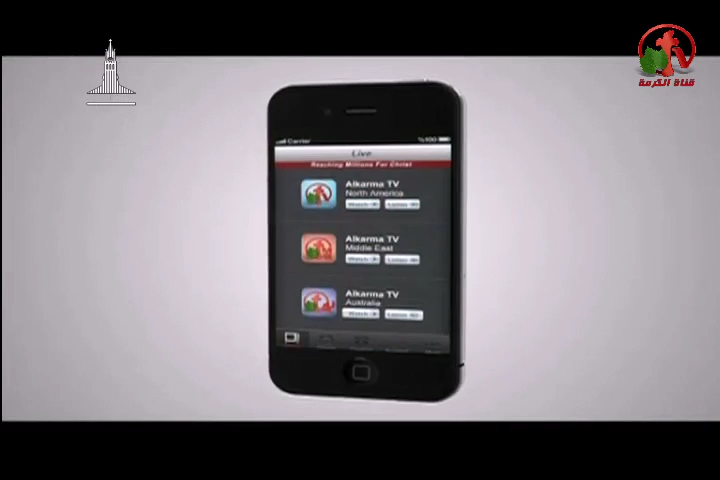 قناة الكرمة
Carrier
%100
Live
Reaching Millions For Christ
Alkarma TV
North America
Watch
Listen
Alkarma TV
Middle East
Watch
Listen
Alkarma TV
Australia
Watch
Listen